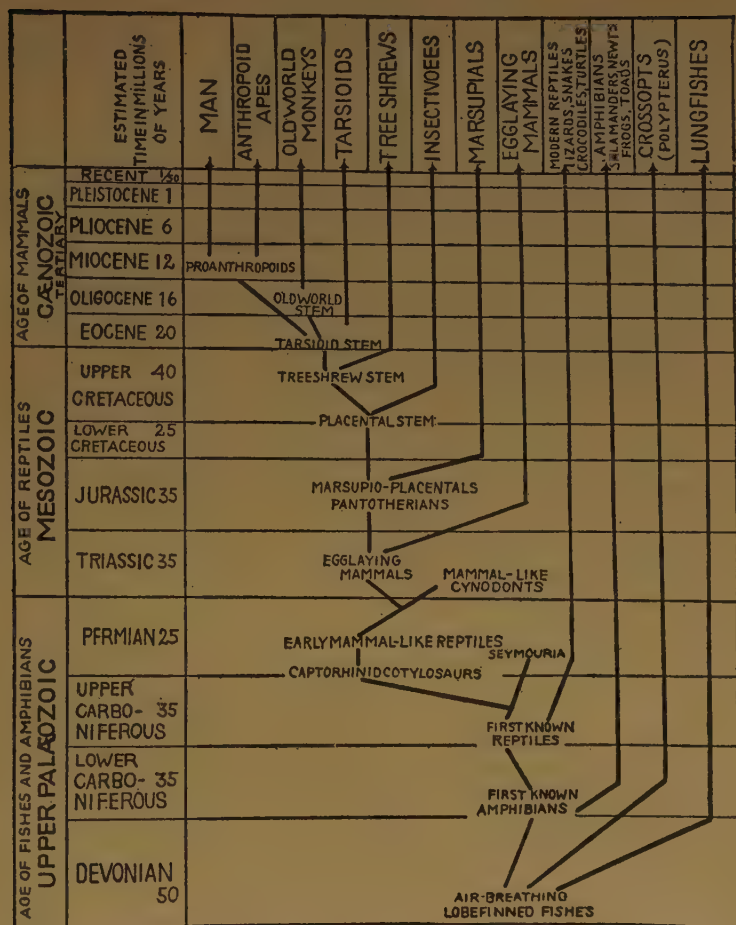 ESTIMATED
TIME IN MILLIONS
OF YEARS
MAN
ANTHROPOID
APES
OLDWORLD
MONKEYS
TARSIOIDS
TREE SHREWS
INSECTIVOEES
MARSUPIALS
EGGLAYING
MAMMALS
MODERN REPTILES
LIZARDS, SNAKES
CROCODILES, TURTLES
AMPHIBIANS
SALAMANDERS, NEWTS
FROGS, TOADS
CROSSOPTS
(POLYPTERUS)
LUNGFISHES
AGE OF MAMMALS
CÆNOZOIC
TERTIARY
RECENT 1/50
PLEISTOCENE 1
PLIOCENE 6
MIOCENE 12
PROANTHROPOIDS
OLIGOCENE 16
OLDWORLD
STEM
EOCENE 20
TARSIOID STEM
AGE OF REPTILES
MESOZOIC
UPPER 40
CRETACEOUS
TREESHREW STEM
PLACENTAL STEM
LOWER 25
CRETACEOUS
JURASSIC 35
MARSUPIO-PLACENTALS
PANTOTHERIANS
TRIASSIC 35
EGGLAYING
MAMMALS
MAMMAL-LIKE
CYNODONTS
AGE OF FISHES AND AMPHIBIANS
UPPER PALÆOZOIC
PERMIAN 25
EARLY MAMMAL-LIKE REPTILES
SEYMOURIA
CAPTORHINID COTYLOSAURS
UPPER
CARBO- 35
NIFEROUS
FIRST KNOWN
REPTILES
LOWER
CARBO- 35
NIFEROUS
FIRST KNOWN
AMPHIBIANS
DEVONIAN
50
AIR-BREATHING
LOBEFINNED FISHES